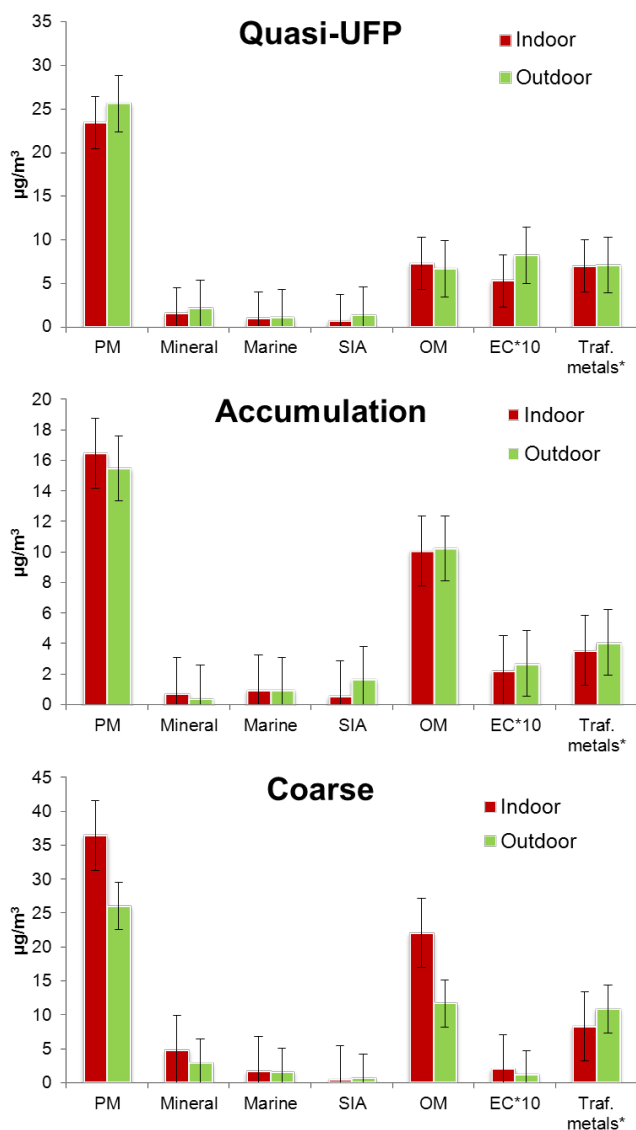 Quasi-UFP
Indoor
Outdoor
µg/m³
35
30
25
20
15
10
5
0
PM Mineral Marine SIA OM EC*10 Traf.
metals*
Accumulation
Indoor
Outdoor
µg/m³
20
18
16
14
12
10
8
6
4
2
0
PM Mineral Marine SIA OM EC*10 Traf.
metals*
Coarse
Indoor
Outdoor
µg/m³
45
40
35
30
25
20
15
10
5
0
PM Mineral Marine SIA OM EC*10 Traf.
metals*